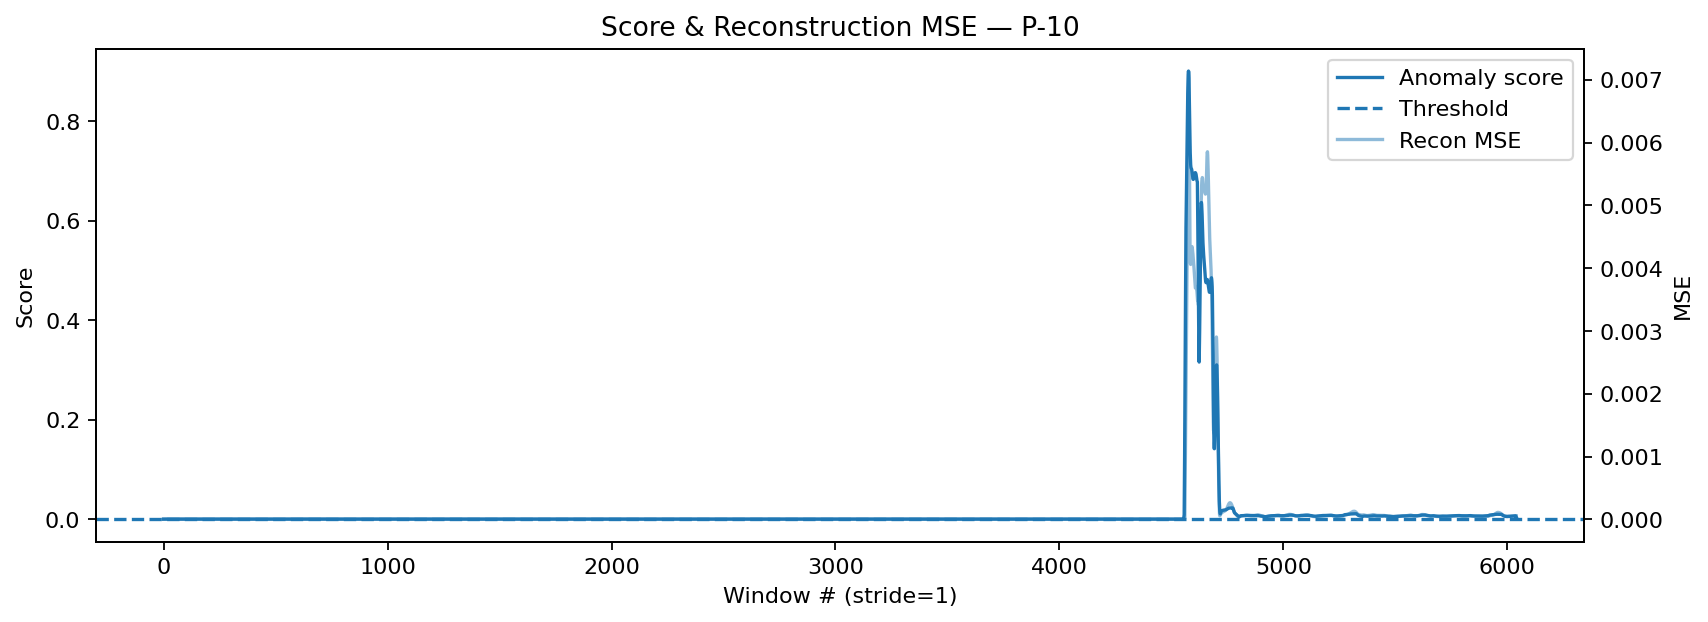 Score & Reconstruction MSE — P-10
Anomaly score
Threshold
Recon MSE
Score
0.8
0.6
0.4
0.2
0.0
0.007
0.006
0.005
0.004
0.003
0.002
0.001
0.000
MSE
0 1000 2000 3000 4000 5000 6000
Window # (stride=1)